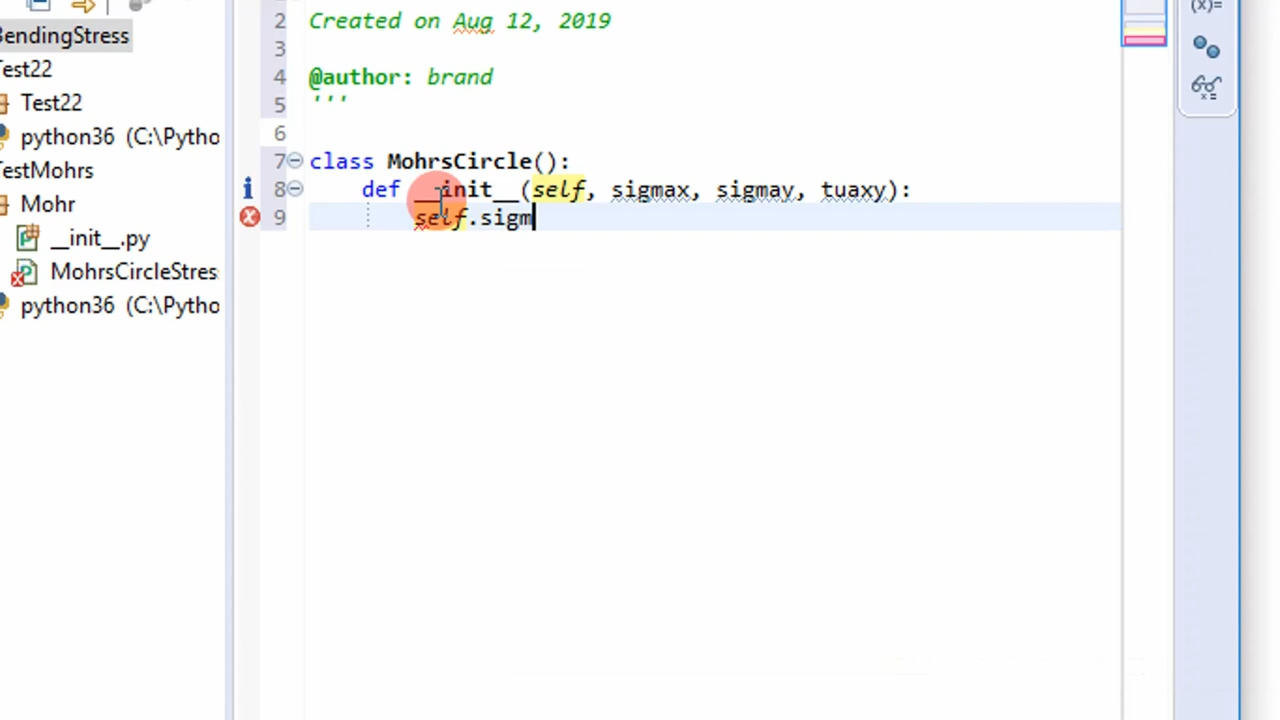 BendingStress
Test22
Test22
python36 (C:\Pytho
TestMohrs
Mohr
__init__.py
MohrsCircleStres
python36 (C:\Pytho
2 Created on Aug 12, 2019
3
4 @author: brand
5 '''
6
7 class MohrsCircle():
8 def __init__(self, sigmax, sigmay, tuaxy):
9 self.sigm
(x)=